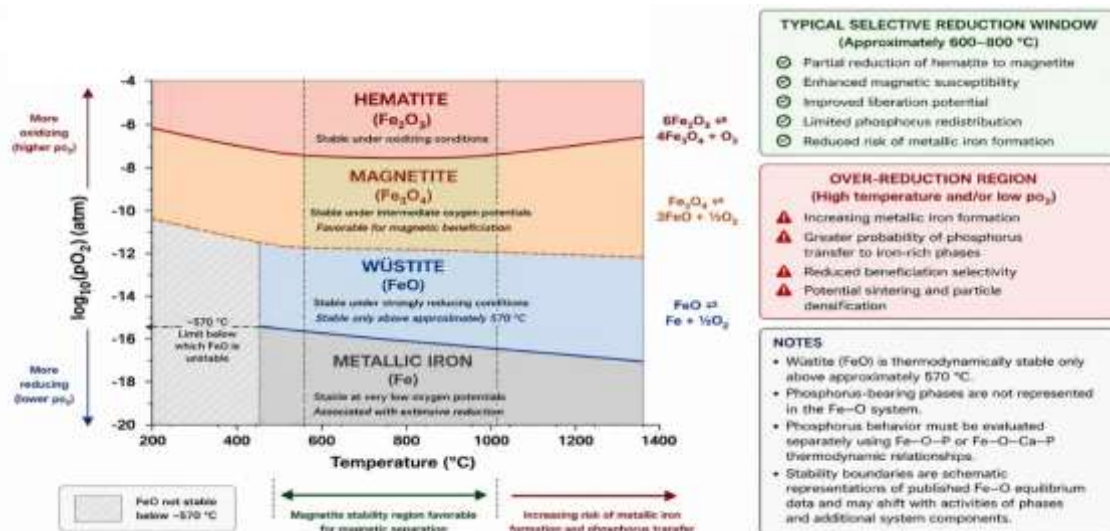 More
oxidizing
(higher po₂)
More
reducing
(lower po₂)
log₁₀(pO₂) (atm)
-4
-6
-8
-10
-12
-14
-16
-18
-20
HEMATITE
(Fe₂O₃)
Stable under oxidizing conditions
MAGNETITE
(Fe₃O₄)
Stable under intermediate oxygen potentials
Favorable for magnetic beneficiation
WÜSTITE
(FeO)
Stable under strongly reducing conditions
Stable only above approximately 570 °C
~570 °C
Limit below
which FeO is
unstable
METALLIC IRON
(Fe)
Stable at very low oxygen potentials
Associated with extensive reduction
200
400
600
800
1000
1200
1400
Temperature (°C)
6Fe₂O₃ ⇌
4Fe₃O₄ + O₂
Fe₃O₄ ⇌
3FeO + ½O₂
FeO ⇌
Fe + ½O₂
FeO not stable
below ~570 °C
Magnetite stability region favorable
for magnetic separation
Increasing risk of metallic iron
formation and phosphorus transfer
TYPICAL SELECTIVE REDUCTION WINDOW
(Approximately 600–800 °C)
Partial reduction of hematite to magnetite
Enhanced magnetic susceptibility
Improved liberation potential
Limited phosphorus redistribution
Reduced risk of metallic iron formation
OVER-REDUCTION REGION
(High temperature and/or low po₂)
Increasing metallic iron formation
Greater probability of phosphorus
transfer to iron-rich phases
Reduced beneficiation selectivity
Potential sintering and particle
densification
NOTES
• Wüstite (FeO) is thermodynamically stable only
above approximately 570 °C.
• Phosphorus-bearing phases are not represented
in the Fe–O system.
• Phosphorus behavior must be evaluated
separately using Fe–O–P or Fe–O–Ca–P
thermodynamic relationships.
• Stability boundaries are schematic
representations of published Fe–O equilibrium
data and may shift with activities of phases
and additional system components.